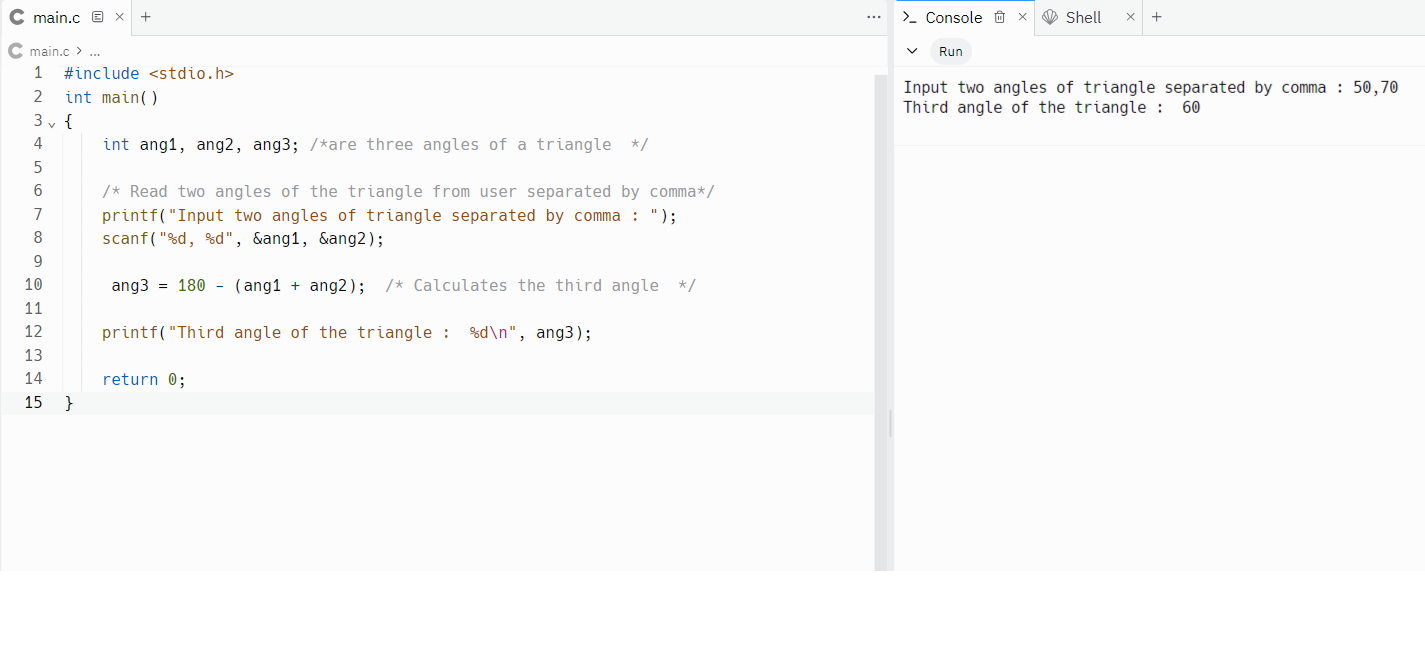 main.c
main.c > ...
1 #include <stdio.h>
2 int main()
3 {
4 int ang1, ang2, ang3; /*are three angles of a triangle  */
5
6 /* Read two angles of the triangle from user separated by comma*/
7 printf("Input two angles of triangle separated by comma : ");
8 scanf("%d, %d", &ang1, &ang2);
9
10 ang3 = 180 - (ang1 + ang2);  /* Calculates the third angle  */
11
12 printf("Third angle of the triangle :  %d\n", ang3);
13
14 return 0;
15 }
Console Shell
Run
Input two angles of triangle separated by comma : 50,70
Third angle of the triangle :  60